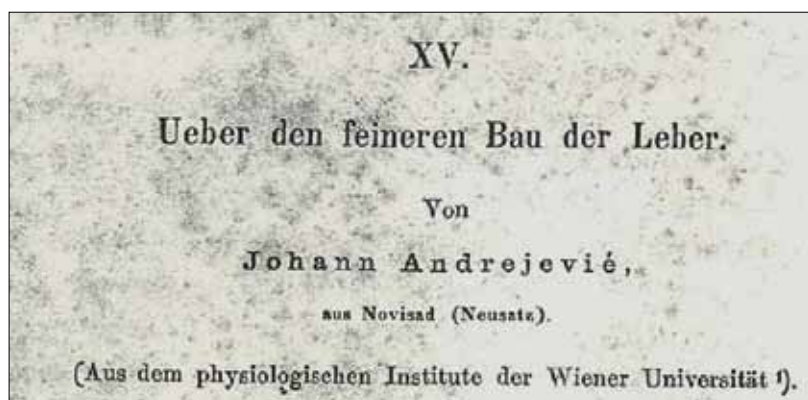 XV.
Ueber den feineren Bau der Leber.
Von
Johann Andrejevié,
aus Novisad (Neusatz).
(Aus dem physiologischen Institute der Wiener Universität ¹).